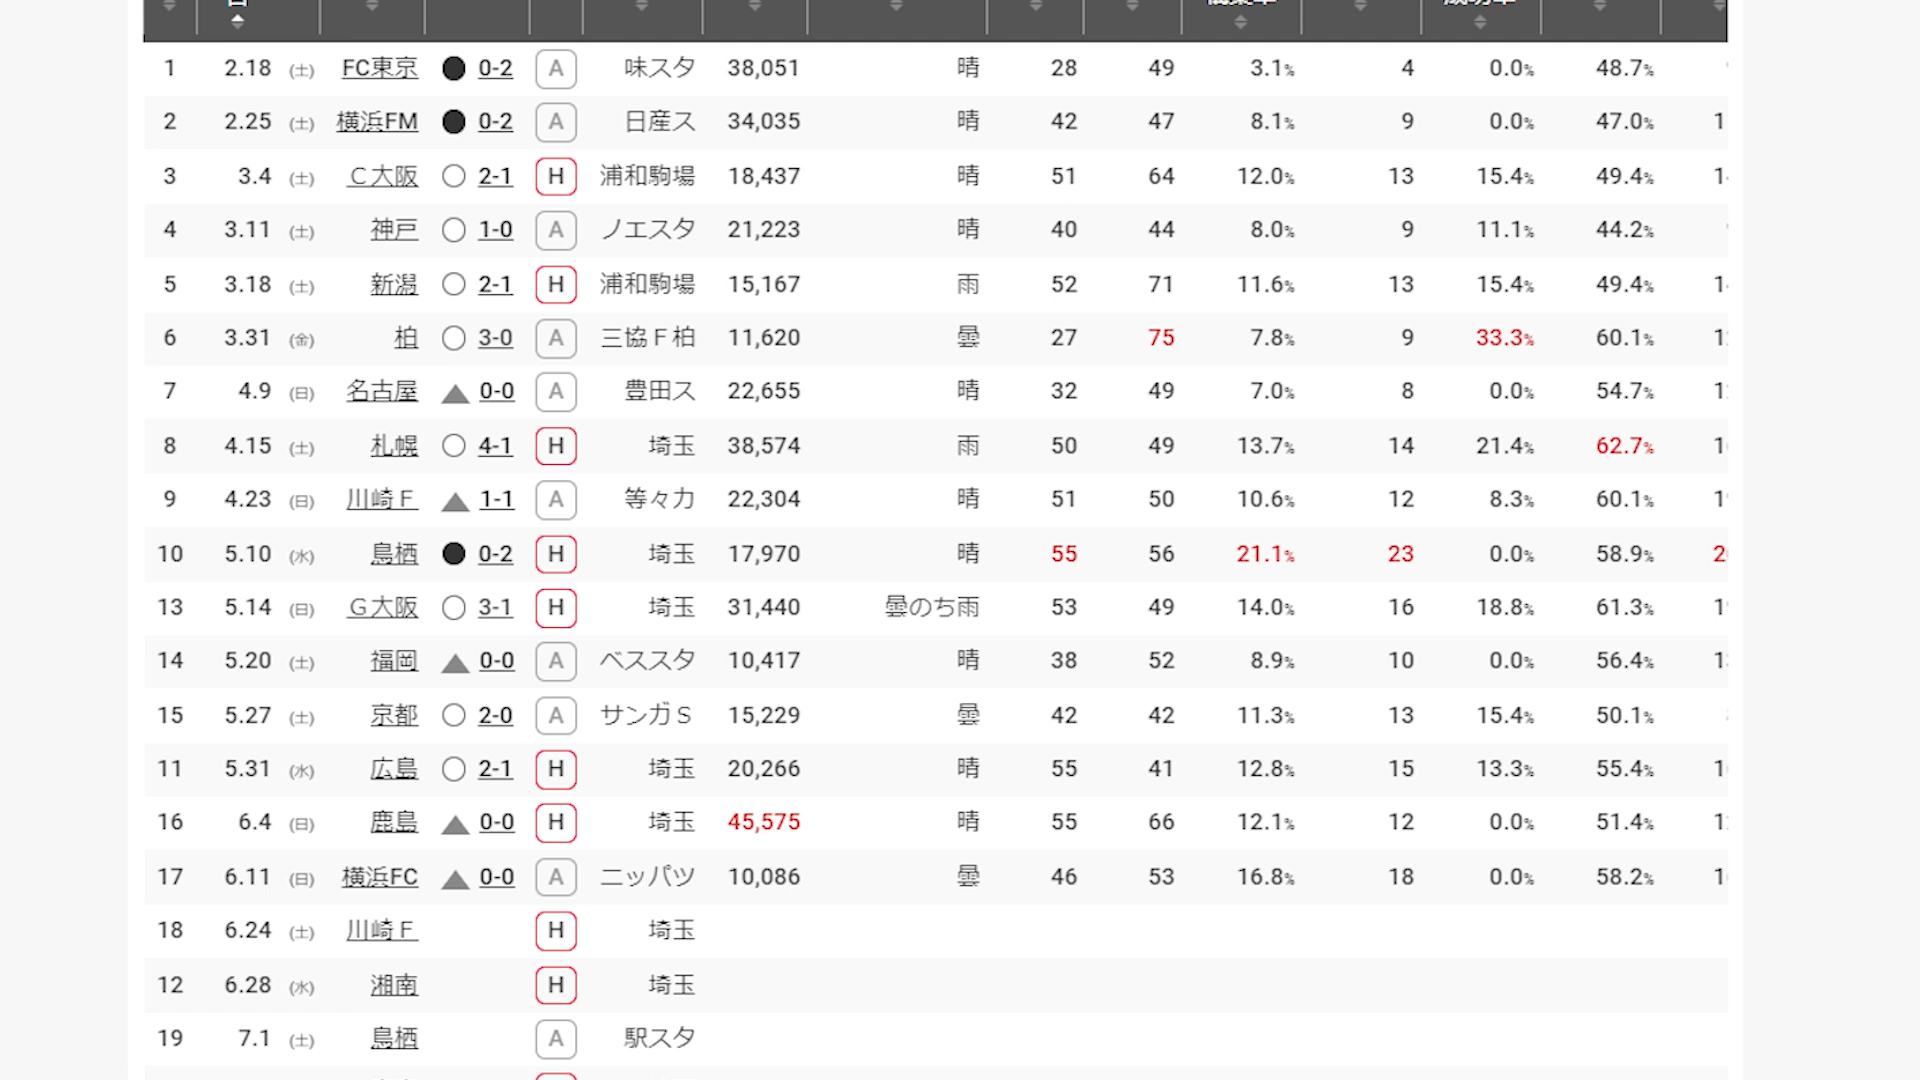 1 2.18 (土) FC東京 ● 0-2 A 味スタ 38,051 晴 28 49 3.1% 4 0.0% 48.7%
2 2.25 (土) 横浜FM ● 0-2 A 日産ス 34,035 晴 42 47 8.1% 9 0.0% 47.0% 1
3 3.4 (土) C大阪 ○ 2-1 H 浦和駒場 18,437 晴 51 64 12.0% 13 15.4% 49.4% 1
4 3.11 (土) 神戸 ○ 1-0 A ノエスタ 21,223 晴 40 44 8.0% 9 11.1% 44.2%
5 3.18 (土) 新潟 ○ 2-1 H 浦和駒場 15,167 雨 52 71 11.6% 13 15.4% 49.4% 1
6 3.31 (金) 柏 ○ 3-0 A 三協F柏 11,620 曇 27 75 7.8% 9 33.3% 60.1% 1
7 4.9 (日) 名古屋 ▲ 0-0 A 豊田ス 22,655 晴 32 49 7.0% 8 0.0% 54.7% 1
8 4.15 (土) 札幌 ○ 4-1 H 埼玉 38,574 雨 50 49 13.7% 14 21.4% 62.7% 1
9 4.23 (日) 川崎F ▲ 1-1 A 等々力 22,304 晴 51 50 10.6% 12 8.3% 60.1% 1
10 5.10 (水) 鳥栖 ● 0-2 H 埼玉 17,970 晴 55 56 21.1% 23 0.0% 58.9% 2
13 5.14 (日) G大阪 ○ 3-1 H 埼玉 31,440 曇のち雨 53 49 14.0% 16 18.8% 61.3% 1
14 5.20 (土) 福岡 ▲ 0-0 A ベススタ 10,417 晴 38 52 8.9% 10 0.0% 56.4% 1
15 5.27 (土) 京都 ○ 2-0 A サンガS 15,229 曇 42 42 11.3% 13 15.4% 50.1%
11 5.31 (水) 広島 ○ 2-1 H 埼玉 20,266 晴 55 41 12.8% 15 13.3% 55.4% 1
16 6.4 (日) 鹿島 ▲ 0-0 H 埼玉 45,575 晴 55 66 12.1% 12 0.0% 51.4% 1
17 6.11 (日) 横浜FC ▲ 0-0 A ニッパツ 10,086 曇 46 53 16.8% 18 0.0% 58.2% 1
18 6.24 (土) 川崎F H 埼玉
12 6.28 (水) 湘南 H 埼玉
19 7.1 (土) 鳥栖 A 駅スタ